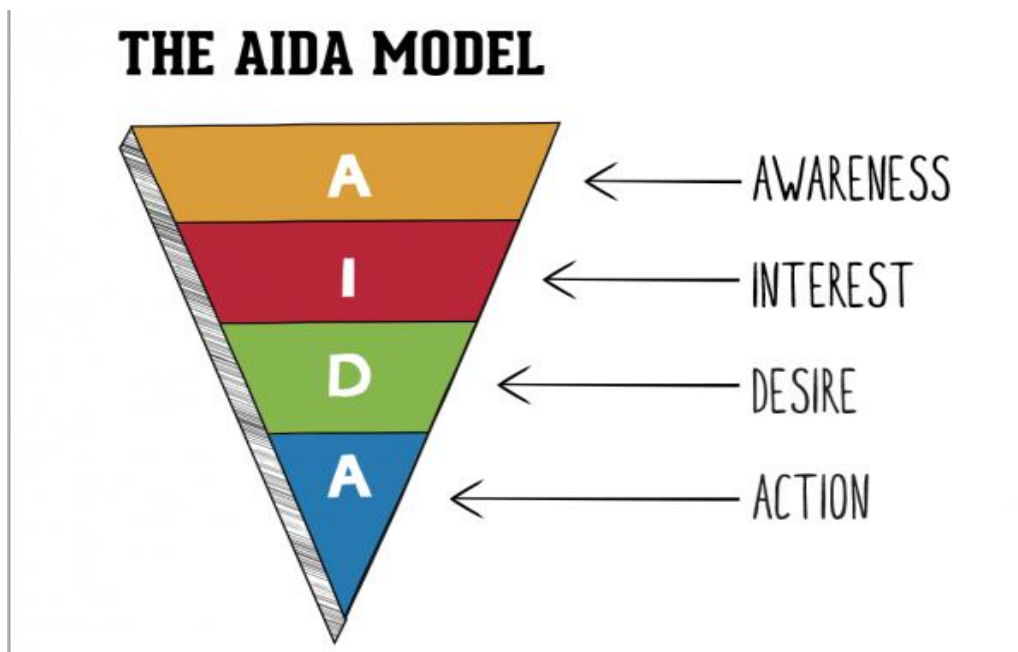 THE AIDA MODEL
A AWARENESS
I INTEREST
D DESIRE
A ACTION